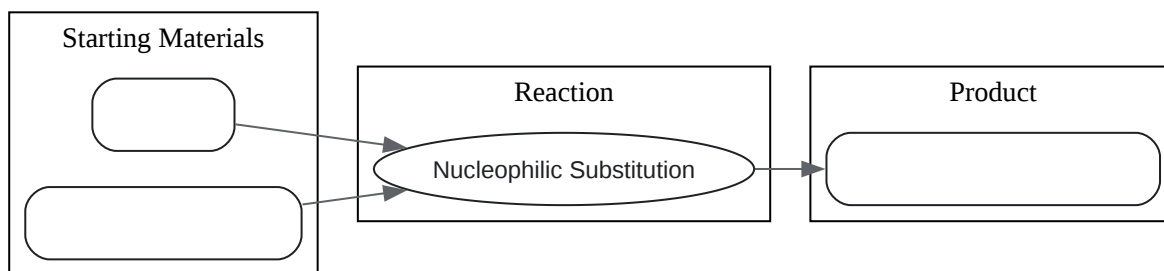 Starting Materials
Reaction
Nucleophilic Substitution
Product